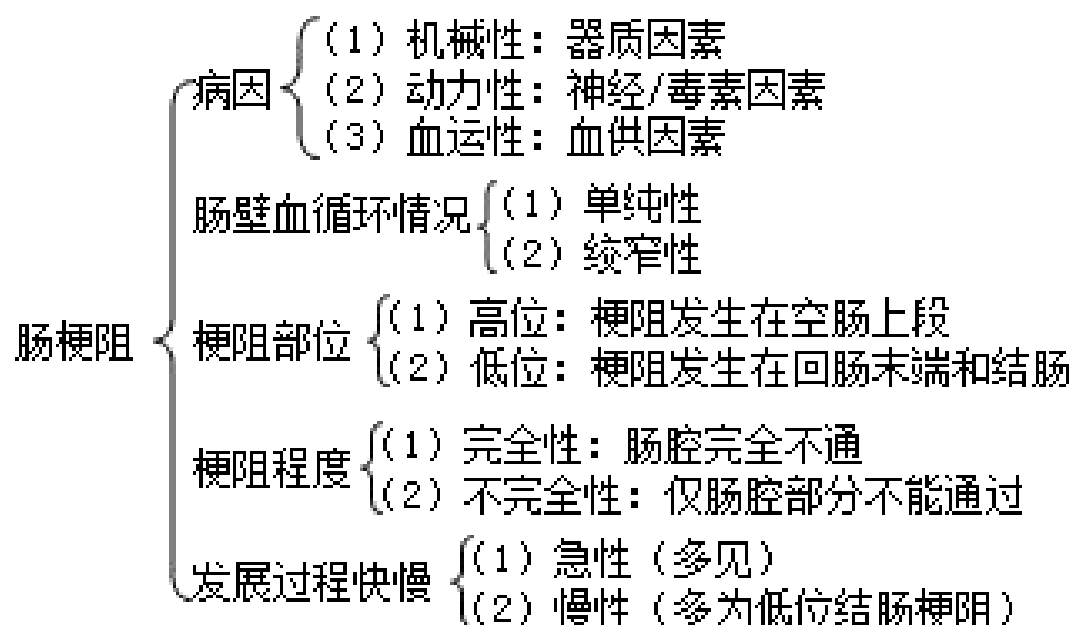 肠梗阻
病因
(1) 机械性：器质因素
(2) 动力性：神经/毒素因素
(3) 血运性：血供因素
肠壁血循环情况
(1) 单纯性
(2) 绞窄性
梗阻部位
(1) 高位：梗阻发生在空肠上段
(2) 低位：梗阻发生在回肠末端和结肠
梗阻程度
(1) 完全性：肠腔完全不通
(2) 不完全性：仅肠腔部分不能通过
发展过程快慢
(1) 急性（多见）
(2) 慢性（多为低位结肠梗阻）